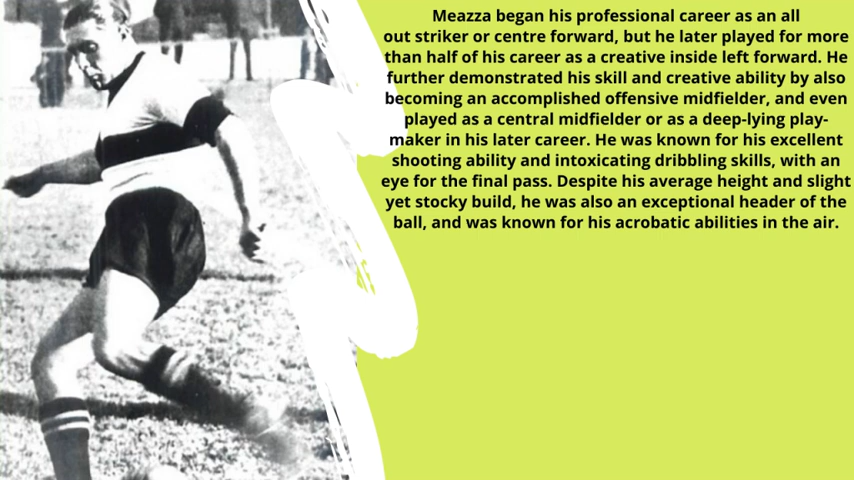 Meazza began his professional career as an all
out striker or centre forward, but he later played for more
than half of his career as a creative inside left forward. He
further demonstrated his skill and creative ability by also
becoming an accomplished offensive midfielder, and even
played as a central midfielder or as a deep-lying play-
maker in his later career. He was known for his excellent
shooting ability and intoxicating dribbling skills, with an
eye for the final pass. Despite his average height and slight
yet stocky build, he was also an exceptional header of the
ball, and was known for his acrobatic abilities in the air.